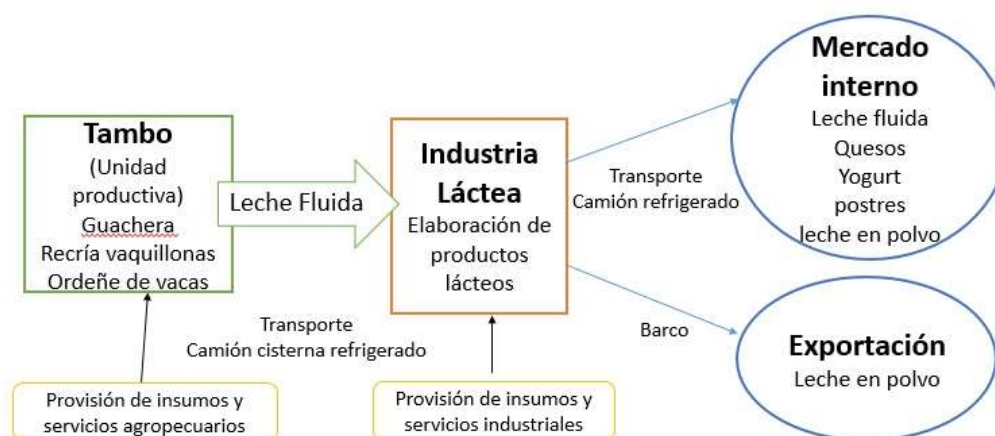 Tambo
(Unidad
productiva)
Guachera
Recría vaquillonas
Ordeñe de vacas
Leche Fluida
Industria
Láctea
Elaboración de
productos
lácteos
Transporte
Camión refrigerado
Mercado
interno
Leche fluida
Quesos
Yogurt
postres
leche en polvo
Barco
Exportación
Leche en polvo
Transporte
Camión cisterna refrigerado
Provisión de insumos y
servicios agropecuarios
Provisión de insumos y
servicios industriales